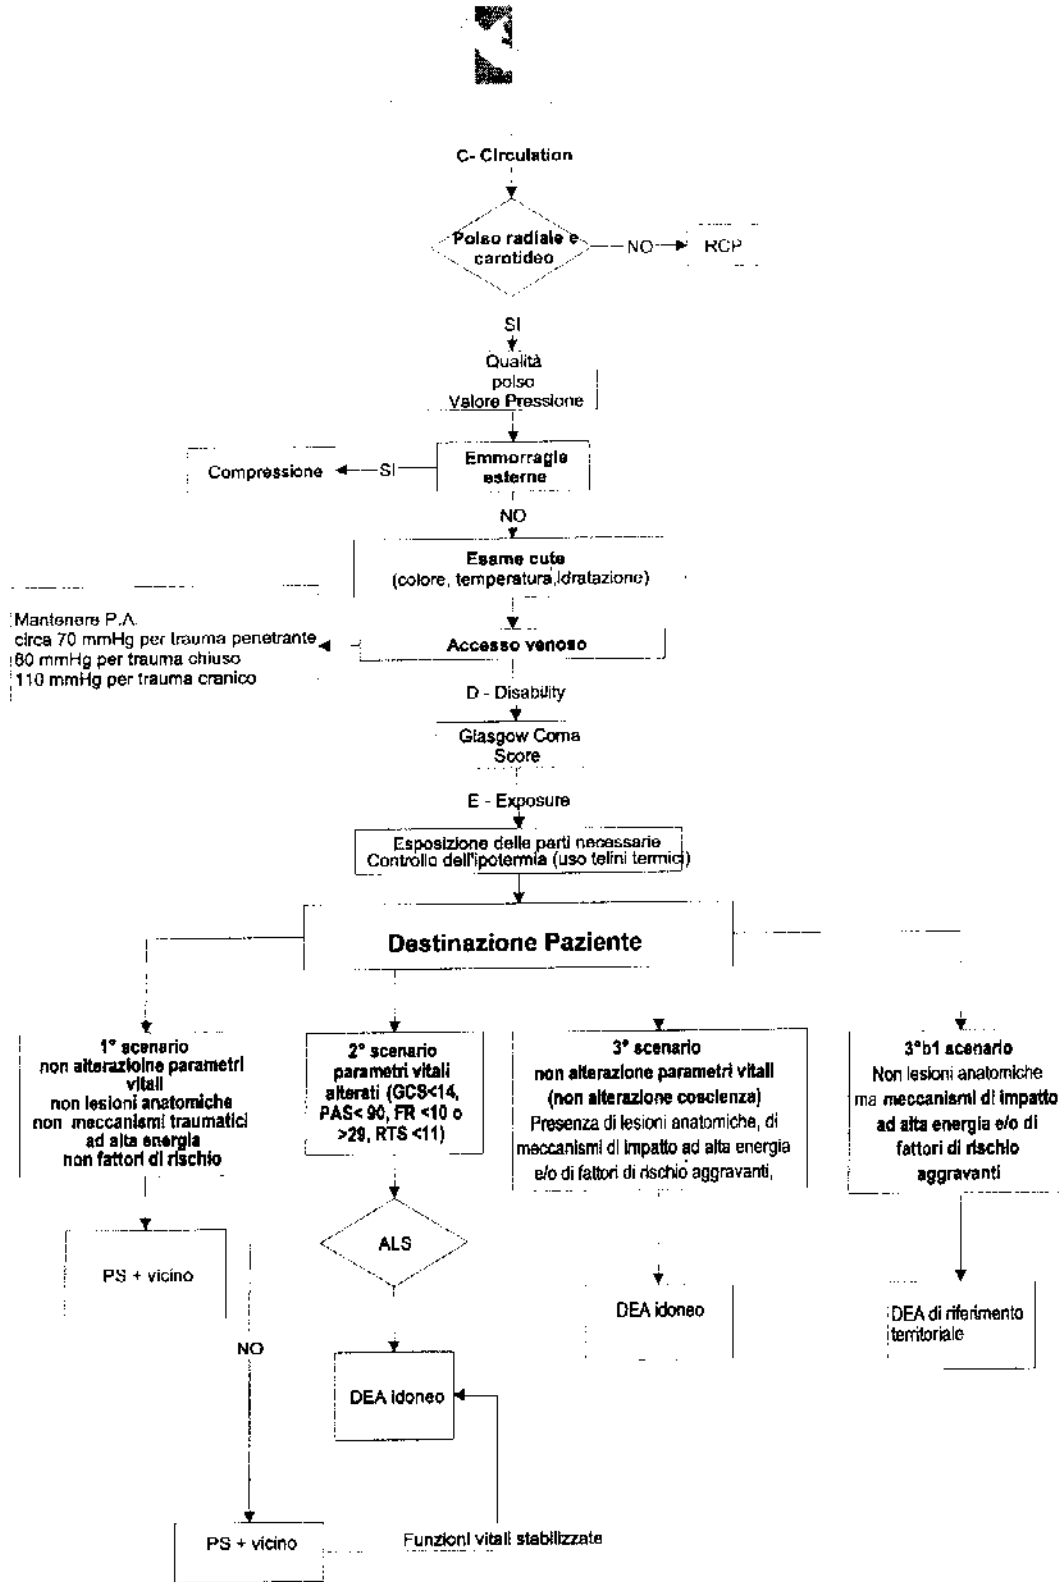 C- Circulation
Polso radiale e
carotideo
NO
RCP
SI
Qualità
polso
Valore Pressione
Emmorragie
esterne
SI
Compressione
NO
Esame cute
(colore, temperatura,idratazione)
Accesso venoso
Mantenere P.A.
circa 70 mmHg per trauma penetrante
mmHg per trauma chiuso
110 mmHg per trauma cranico
D - Disability
Glasgow Coma
Score
E - Exposure
Esposizione delle parti necessarie
Controllo dell'ipotermia (uso telini termici)
Destinazione Paziente
1° scenario
non alterazioine parametri
vitali
non lesioni anatomiche
non meccanismi traumatici
ad alta energia
non fattori di rischio
2° scenario
parametri vitali
alterati (GCS<14,
PAS< 90, FR <10 o
>29, RTS <11)
3° scenario
non alterazione parametri vitali
(non alterazione coscienza)
Presenza di lesioni anatomiche, di
meccanismi di impatto ad alta energia
e/o di fattori di rischio aggravanti,
3°b1 scenario
Non lesioni anatomiche
ma meccanismi di impatto
ad alta energia e/o di
fattori di rischio
aggravanti
PS + vicino
ALS
DEA idoneo
DEA di riferimento
territoriale
NO
DEA idoneo
PS + vicino
Funzioni vitali stabilizzate